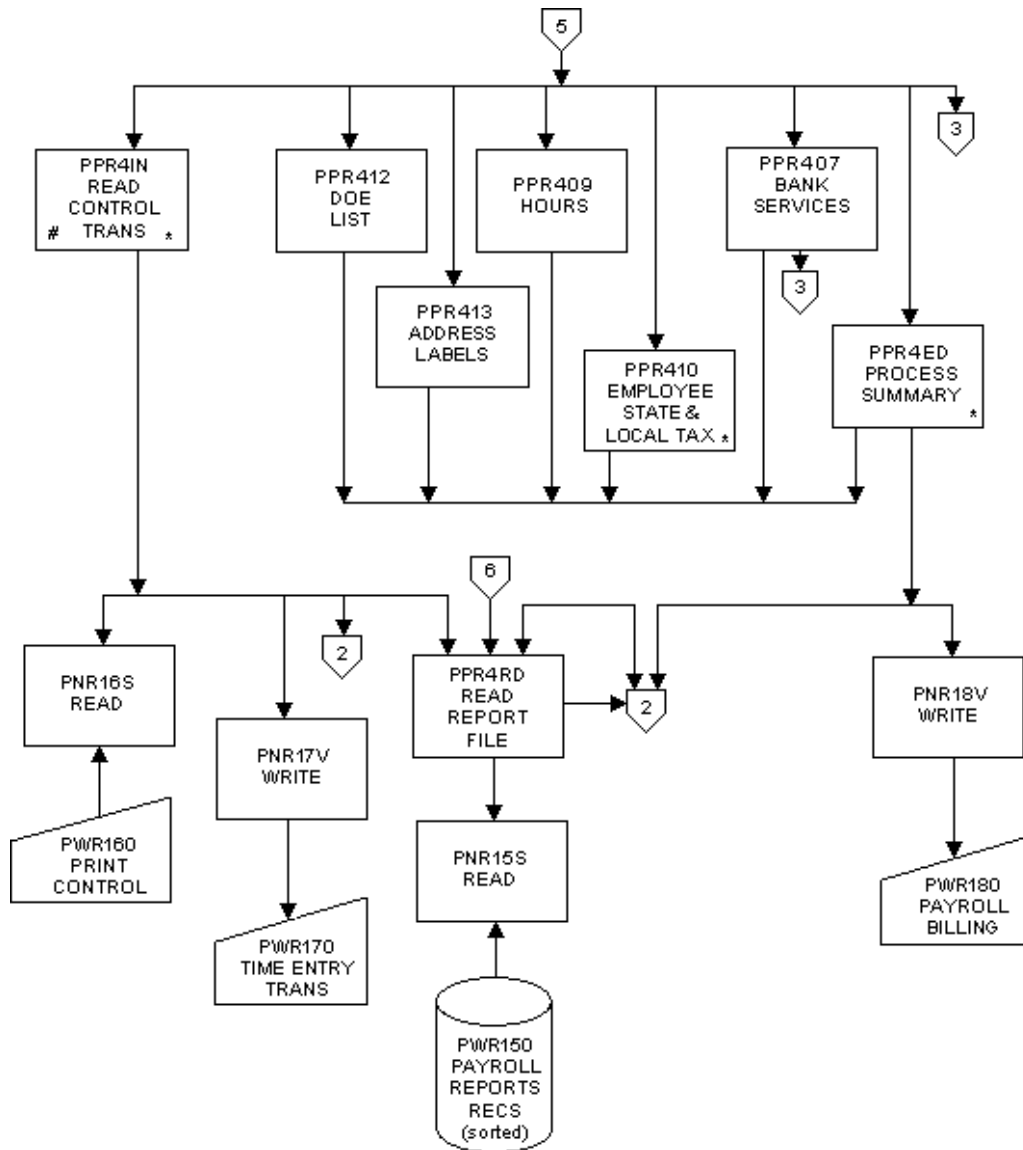 5
3
PPR4IN
READ
CONTROL
TRANS
# *
PPR412
DOE
LIST
PPR409
HOURS
PPR407
BANK
SERVICES
3
PPR413
ADDRESS
LABELS
PPR410
EMPLOYEE
STATE &
LOCAL TAX *
PPR4ED
PROCESS
SUMMARY
*
6
2
PNR16S
READ
PPR4RD
READ
REPORT
FILE
2
PNR18V
WRITE
PNR17V
WRITE
PWR160
PRINT
CONTROL
PNR15S
READ
PWR180
PAYROLL
BILLING
PWR170
TIME ENTRY
TRANS
PWR150
PAYROLL
REPORTS
RECS
(sorted)